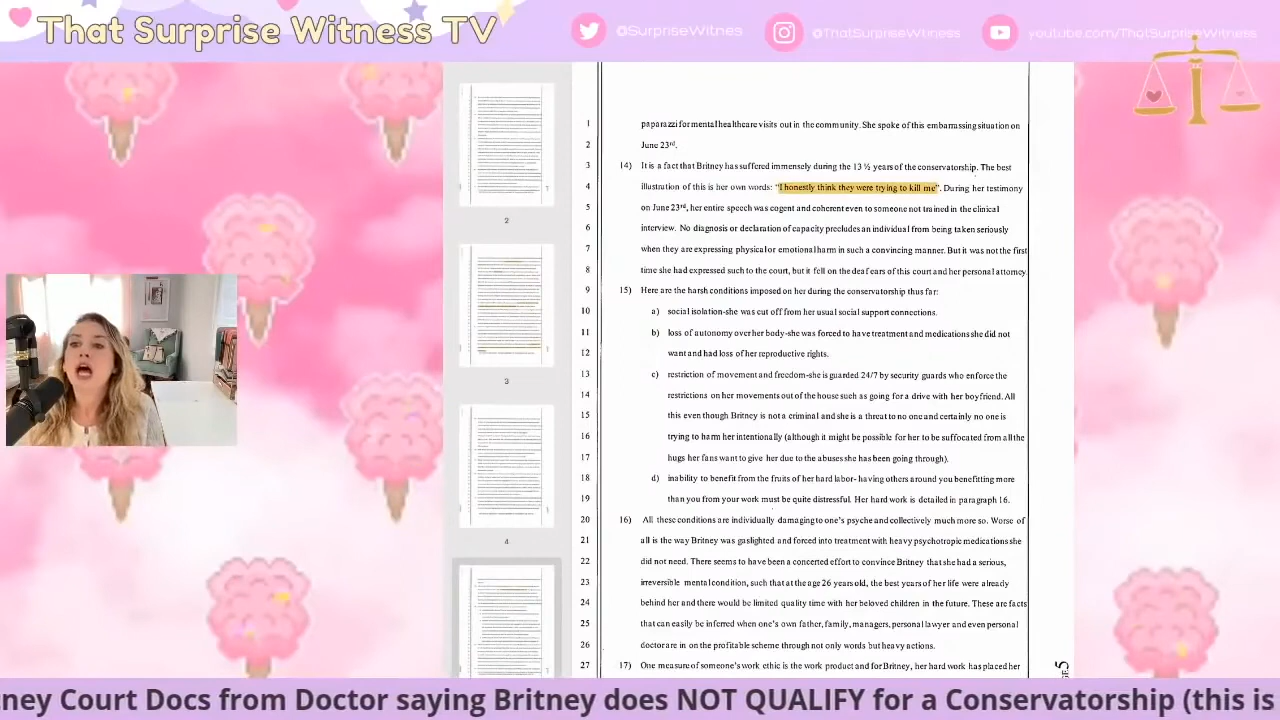 That Surprise Witness TV
@SurpriseWitnes
@ThatSurpriseWitness
youtube.com/ThatSurpriseWitness
1 paparazzi for mental healthcare visits out in the community. She spoke of this embarrassing situation on
2 June 23rd.
3 14) It is a fact that Britney has suffered immensely during the 13 ½ years of the conservatorship. The best
4 illustration of this is her own words: "I honestly think they were trying to kill me". During her testimony
5 on June 23rd, her entire speech was cogent and coherent even to someone not trained in the clinical
6 interview. No diagnosis or declaration of capacity precludes an individual from being taken seriously
7 when they are expressing physical or emotional harm in such a convincing manner. But it was not the first
8 time she had expressed such to the court, but it fell on the deaf ears of this court and her personal attorney.
9 15) Here are the harsh conditions imposed on her during the conservatorship thus far:
10 a) social isolation-she was cut off from her usual social support connections.
11 b) loss of autonomy over her body-she was forced to have treatment and medications she did not
12 want and had loss of her reproductive rights.
13 c) restriction of movement and freedom-she is guarded 24/7 by security guards who enforce the
14 restrictions on her movements out of the house such as going for a drive with her boyfriend. All
15 this even though Britney is not a criminal and she is a threat to no one and certainly no one is
16 trying to harm her intentionally (although it might be possible for her to be suffocated from all the
17 hugs her fans want to give her due to the abuses she has been going through).
18 d) inability to benefit from the fruits of her hard labor- having others openly benefiting more
19 than you from your work must be quite distressful. Her hard work is detailed in paragraph 16.
20 16) All these conditions are individually damaging to one's psyche and collectively much more so. Worse of
21 all is the way Britney was gaslighted and forced into treatment with heavy psychotropic medications she
22 did not need. There seems to have been a concerted effort to convince Britney that she had a serious,
23 irreversible mental condition, such that at the age 26 years old, the best years of her life were already
24 behind her and there would be limited quality time with her beloved children in the future. These are facts
25 that can only be inferred when one's own father, family, managers, personal lawyer and even personal
26
27 17) One measure of someone's work ethic is the work product and for Britney, her hard work has placed her
2
3
4
5
ney Court Docs from Doctor saying Britney does NOT QUALIFY for a Conservatorship (this is